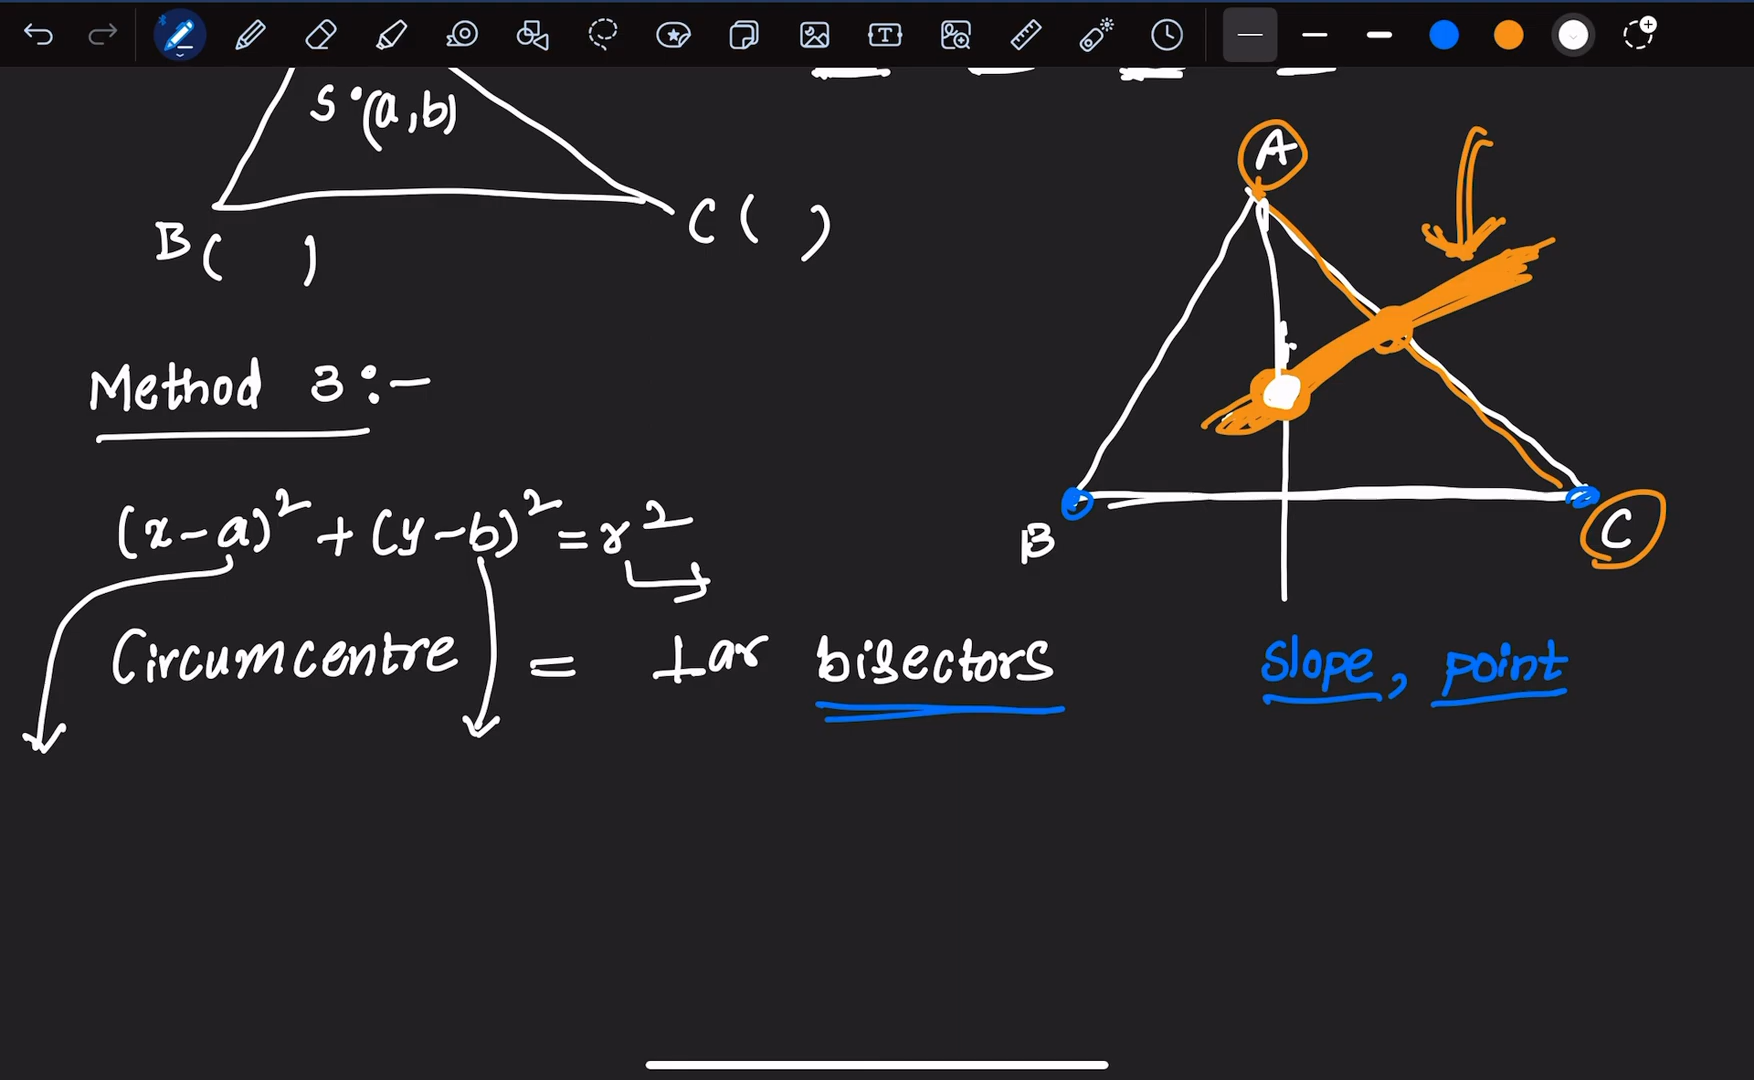 S (a,b)
B ( )
C ( )
A
Method 3:-
(x-a)² + (y-b)² = r²
B
C
Circumcentre = ⊥ar bisectors
Slope, point